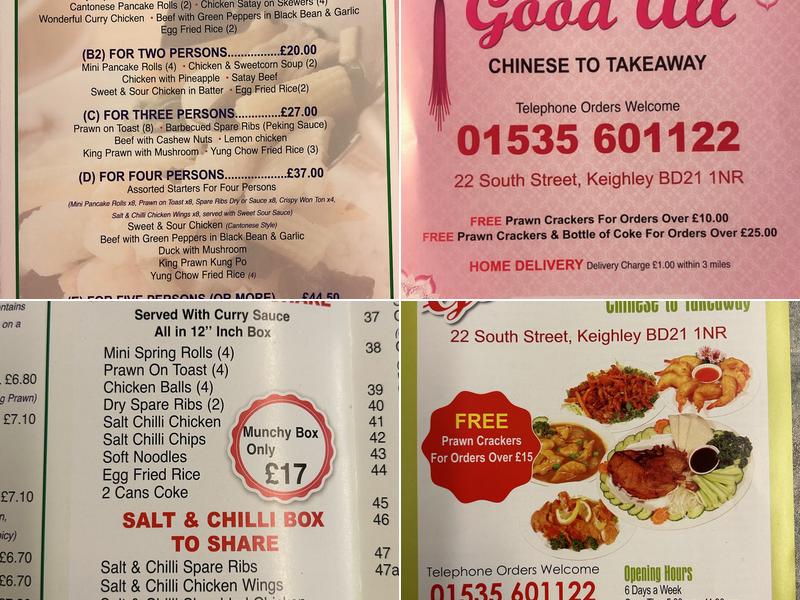 Cantonese Pancake Rolls (2) • Chicken Satay on Skewers (4)
Wonderful Curry Chicken • Beef with Green Peppers in Black Bean & Garlic
Egg Fried Rice (2)
(B2) FOR TWO PERSONS..............£20.00
Mini Pancake Rolls (4) • Chicken & Sweetcorn Soup (2)
Chicken with Pineapple • Satay Beef
Sweet & Sour Chicken in Batter • Egg Fried Rice(2)
(C) FOR THREE PERSONS..............£27.00
Prawn on Toast (8) • Barbecued Spare Ribs (Peking Sauce)
Beef with Cashew Nuts • Lemon chicken
King Prawn with Mushroom • Yung Chow Fried Rice (3)
(D) FOR FOUR PERSONS..................£37.00
Assorted Starters For Four Persons
(Mini Pancake Rolls x8, Prawn on Toast x8, Spare Ribs Dry or Sauce x8, Crispy Won Ton x4,
Salt & Chilli Chicken Wings x8, served with Sweet Sour Sauce)
Sweet & Sour Chicken (Cantonese Style)
Beef with Green Peppers in Black Bean & Garlic
Duck with Mushroom
King Prawn Kung Po
Yung Chow Fried Rice (4)
(E) FOR FIVE PERSONS (OR MORE) £44.50
Good All
CHINESE TO TAKEAWAY
Telephone Orders Welcome
01535 601122
22 South Street, Keighley BD21 1NR
FREE Prawn Crackers For Orders Over £10.00
FREE Prawn Crackers & Bottle of Coke For Orders Over £25.00
HOME DELIVERY Delivery Charge £1.00 within 3 miles
on a
£6.80
Prawn)
£7.10
£7.10
£6.70
£6.70
Served With Curry Sauce
All in 12" Inch Box
Mini Spring Rolls (4)
Prawn On Toast (4)
Chicken Balls (4)
Dry Spare Ribs (2)
Salt Chilli Chicken
Salt Chilli Chips
Soft Noodles
Egg Fried Rice
2 Cans Coke
Munchy Box
Only
£17
SALT & CHILLI BOX
TO SHARE
Salt & Chilli Spare Ribs
Salt & Chilli Chicken Wings
37
38
39
40
41
42
43
44
45
46
47
47a
Chinese To Takeaway
22 South Street, Keighley BD21 1NR
FREE
Prawn Crackers
For Orders Over £15
Telephone Orders Welcome
01535 601122
Opening Hours
6 Days a Week